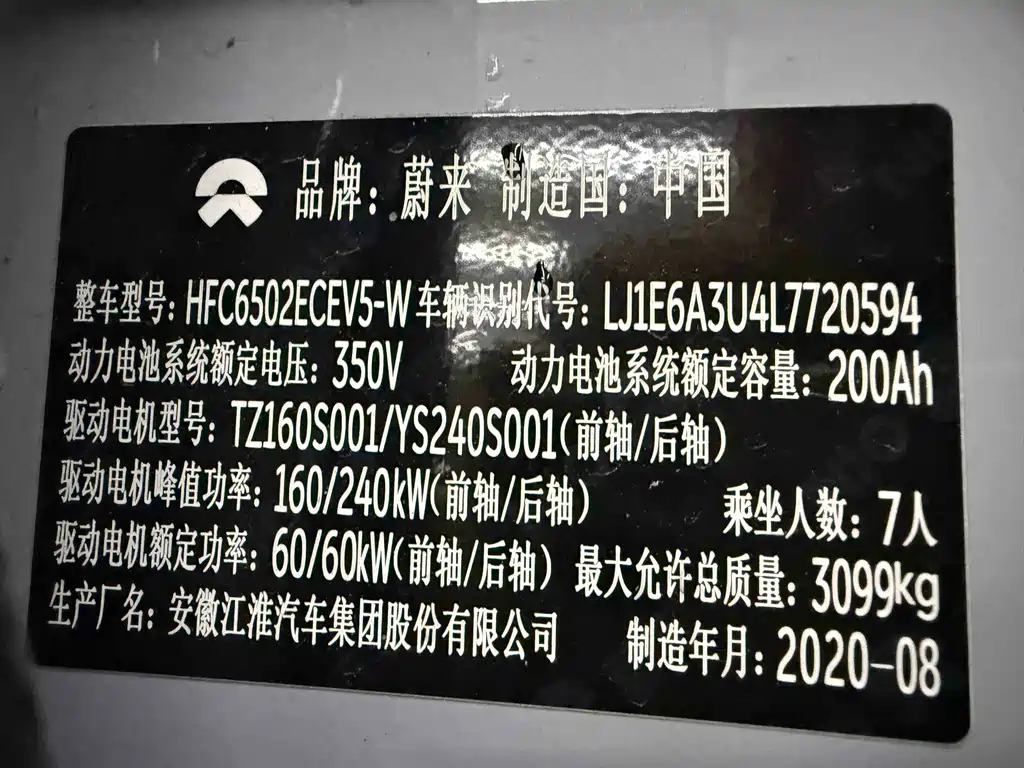 品牌：蔚来 制造国：中国
整车型号：HFC6502ECEV5-W 车辆识别代号：LJ1E6A3U4L7720594
动力电池系统额定电压：350V 动力电池系统额定容量：200Ah
驱动电机型号：TZ160S001/YS240S001(前轴/后轴)
驱动电机峰值功率：160/240kW(前轴/后轴) 乘坐人数：7人
驱动电机额定功率：60/60kW(前轴/后轴) 最大允许总质量：3099kg
生产厂名：安徽江淮汽车集团股份有限公司 制造年月：2020-08